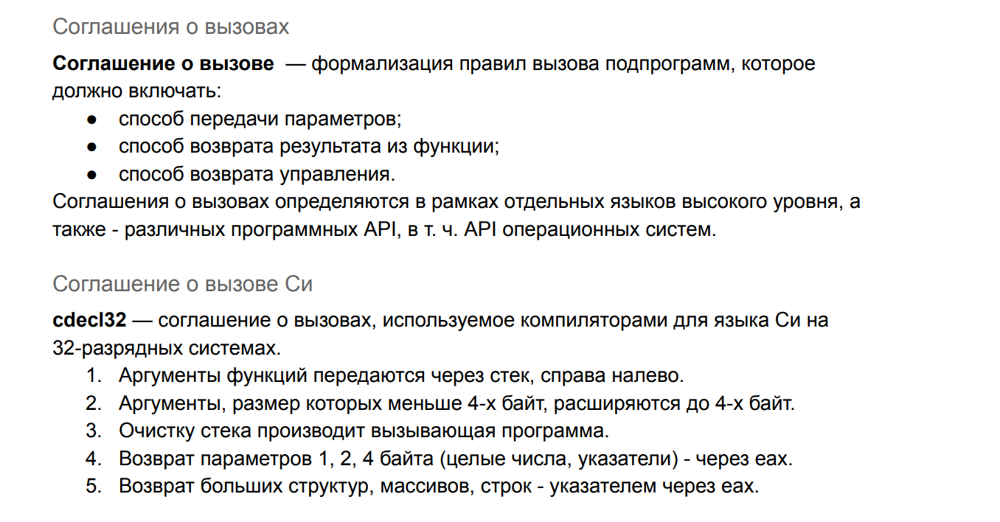 Соглашения о вызовах
Соглашение о вызове — формализация правил вызова подпрограмм, которое
должно включать:
● способ передачи параметров;
● способ возврата результата из функции;
● способ возврата управления.
Соглашения о вызовах определяются в рамках отдельных языков высокого уровня, а
также - различных программных API, в т. ч. API операционных систем.
Соглашение о вызове Си
cdecl32 — соглашение о вызовах, используемое компиляторами для языка Си на
32-разрядных системах.
1. Аргументы функций передаются через стек, справа налево.
2. Аргументы, размер которых меньше 4-х байт, расширяются до 4-х байт.
3. Очистку стека производит вызывающая программа.
4. Возврат параметров 1, 2, 4 байта (целые числа, указатели) - через eax.
5. Возврат больших структур, массивов, строк - указателем через eax.